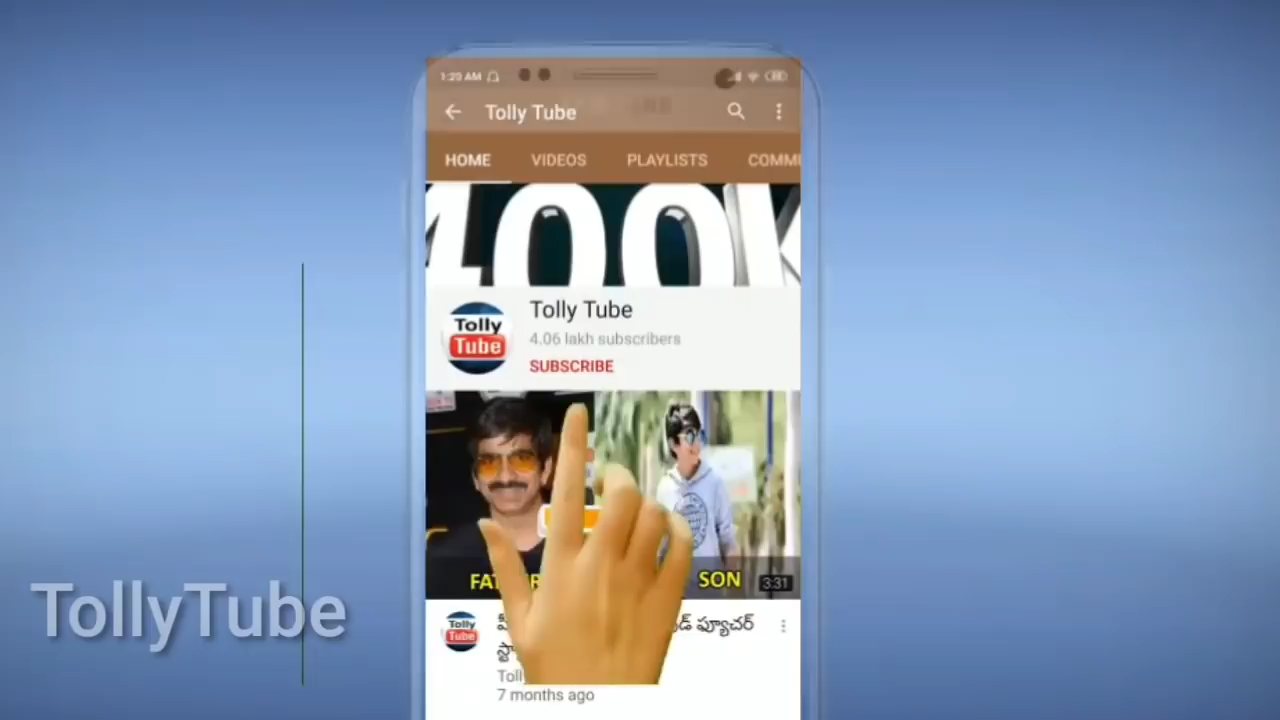 1:20 AM
Tolly Tube
HOME VIDEOS PLAYLISTS COMMU
400K
Tolly
Tube
Tolly Tube
4.06 lakh subscribers
SUBSCRIBE
SON
3:31
Tolly
Tube
ఫ్యూచర్
7 months ago
TollyTube